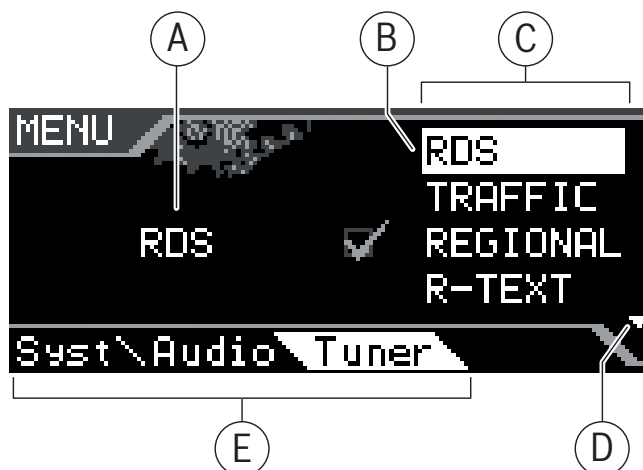 A
B
C
MENU
RDS
TRAFFIC
RDS
REGIONAL
R-TEXT
Syst\Audio\Tuner
E
D